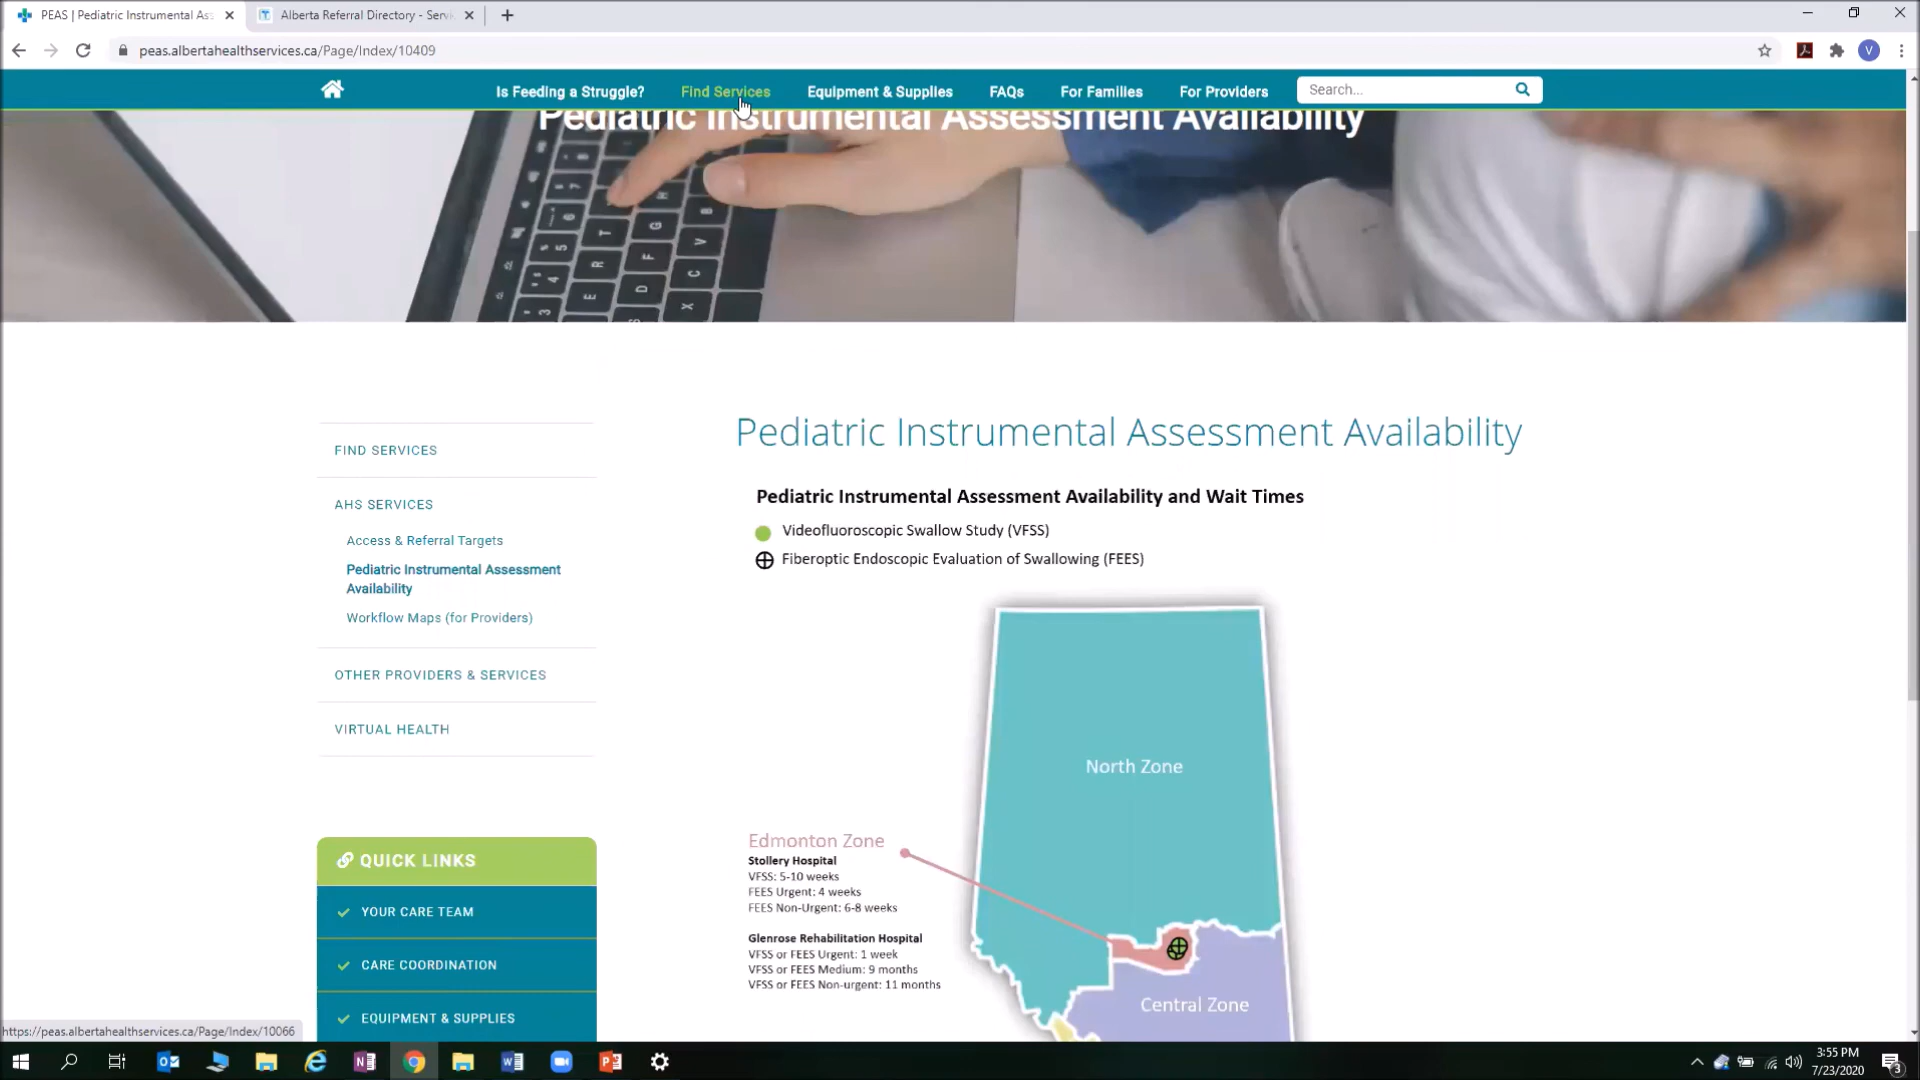 PEAS | Pediatric Instrumental Ass
Alberta Referral Directory - Servi
peas.albertahealthservices.ca/Page/Index/10409
V
Is Feeding a Struggle?
Find Services
Equipment & Supplies
FAQs
For Families
For Providers
Search...
Pediatric Instrumental Assessment Availability
FIND SERVICES
AHS SERVICES
Access & Referral Targets
Pediatric Instrumental Assessment
Availability
Workflow Maps (for Providers)
OTHER PROVIDERS & SERVICES
VIRTUAL HEALTH
QUICK LINKS
YOUR CARE TEAM
CARE COORDINATION
EQUIPMENT & SUPPLIES
Pediatric Instrumental Assessment Availability
Pediatric Instrumental Assessment Availability and Wait Times
Videofluoroscopic Swallow Study (VFSS)
Fiberoptic Endoscopic Evaluation of Swallowing (FEES)
North Zone
Edmonton Zone
Stollery Hospital
VFSS: 5-10 weeks
FEES Urgent: 4 weeks
FEES Non-Urgent: 6-8 weeks
Glenrose Rehabilitation Hospital
VFSS or FEES Urgent: 1 week
VFSS or FEES Medium: 9 months
VFSS or FEES Non-urgent: 11 months
Central Zone
https://peas.albertahealthservices.ca/Page/Index/10066
3:55 PM
7/23/2020
3